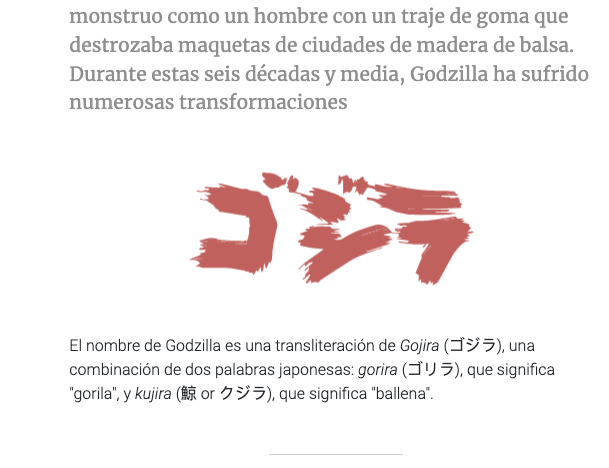 monstruo como un hombre con un traje de goma que
destrozaba maquetas de ciudades de madera de balsa.
Durante estas seis décadas y media, Godzilla ha sufrido
numerosas transformaciones
ゴジラ
El nombre de Godzilla es una transliteración de Gojira (ゴジラ), una
combinación de dos palabras japonesas: gorira (ゴリラ), que significa
"gorila", y kujira (鯨 or クジラ), que significa "ballena".